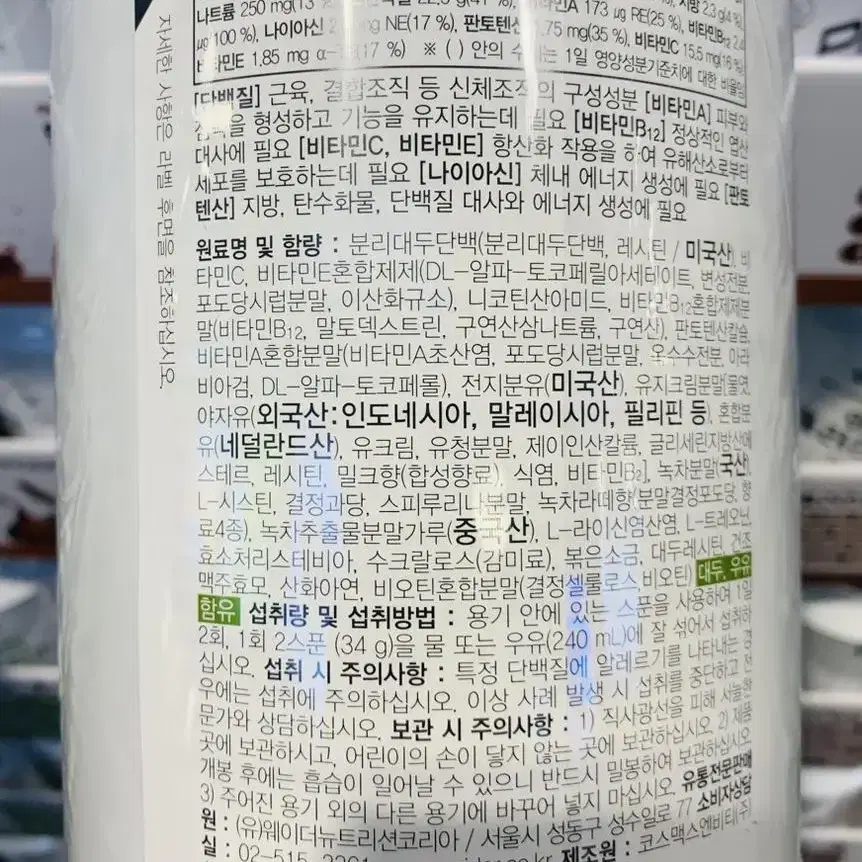 나트륨 250 mg(13 %), 22.5 g(41 %), 비타민A 173 μg RE(25 %), 비타민B12 2.4
μg(100 %), 나이아신 mg NE(17 %), 판토텐산 1.75 mg(35 %), 비타민C 15.5 mg(16 %),
비타민E 1.85 mg α-TE(17 %) ※ ( ) 안의 수치는 1일 영양성분기준치에 대한 비율임
[단백질] 근육, 결합조직 등 신체조직의 구성성분 [비타민A] 피부와
점막을 형성하고 기능을 유지하는데 필요 [비타민B12] 정상적인 엽산
대사에 필요 [비타민C, 비타민E] 항산화 작용을 하여 유해산소로부터
세포를 보호하는데 필요 [나이아신] 체내 에너지 생성에 필요 [판토
텐산] 지방, 탄수화물, 단백질 대사와 에너지 생성에 필요
원료명 및 함량 : 분리대두단백(분리대두단백, 레시틴 / 미국산), 비
타민C, 비타민E혼합제제(DL-알파-토코페릴아세테이트, 변성전분,
포도당시럽분말, 이산화규소), 니코틴산아미드, 비타민B12혼합제제분
말(비타민B12, 말토덱스트린, 구연산삼나트륨, 구연산), 판토텐산칼슘,
비타민A혼합분말(비타민A초산염, 포도당시럽분말, 옥수수전분, 아라
비아검, DL-알파-토코페롤), 전지분유(미국산), 유지크림분말[물엿,
야자유(외국산:인도네시아, 말레이시아, 필리핀 등), 혼합분
유(네덜란드산), 유크림, 유청분말, 제이인산칼륨, 글리세린지방산에
스테르, 레시틴, 밀크향(합성향료), 식염, 비타민B2], 녹차분말(국산),
L-시스틴, 결정과당, 스피루리나분말, 녹차라떼향(분말결정포도당, 향
료4종), 녹차추출물분말가루(중국산), L-라이신염산염, L-트레오닌,
효소처리스테비아, 수크랄로스(감미료), 볶은소금, 대두레시틴, 건조
맥주효모, 산화아연, 비오틴혼합분말(결정셀룰로스, 비오틴) 대두, 우유
함유 섭취량 및 섭취방법 : 용기 안에 있는 스푼을 사용하여 1일
2회, 1회 2스푼 (34 g)을 물 또는 우유(240 mL)에 잘 섞어서 섭취하
십시오. 섭취 시 주의사항 : 특정 단백질에 알레르기를 나타내는 경
우에는 섭취에 주의하십시오. 이상 사례 발생 시 섭취를 중단하고 전
문가와 상담하십시오. 보관 시 주의사항 : 1) 직사광선을 피해 서늘한
곳에 보관하시고, 어린이의 손이 닿지 않는 곳에 보관하십시오. 2) 제품
개봉 후에는 흡습이 일어날 수 있으니 반드시 밀봉하여 보관하십시오.
3) 주어진 용기 외의 다른 용기에 바꾸어 넣지 마십시오. 유통전문판매
원 : (유)웨이더뉴트리션코리아 / 서울시 성동구 성수일로 77 소비자상담
실 : 02-515- 제조원 : 코스맥스엔비티(주)
자세한 사항은 라벨 후면을 참조하십시오.